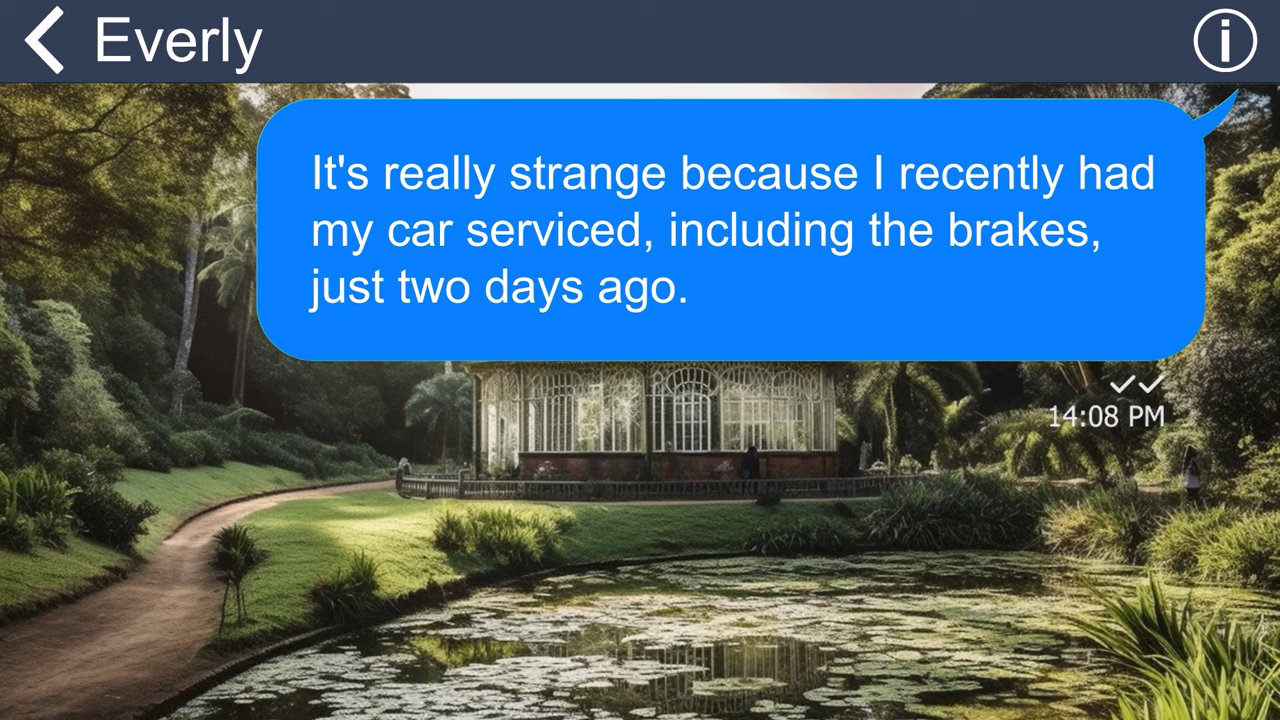 Everly
It's really strange because I recently had
my car serviced, including the brakes,
just two days ago.
14:08 PM